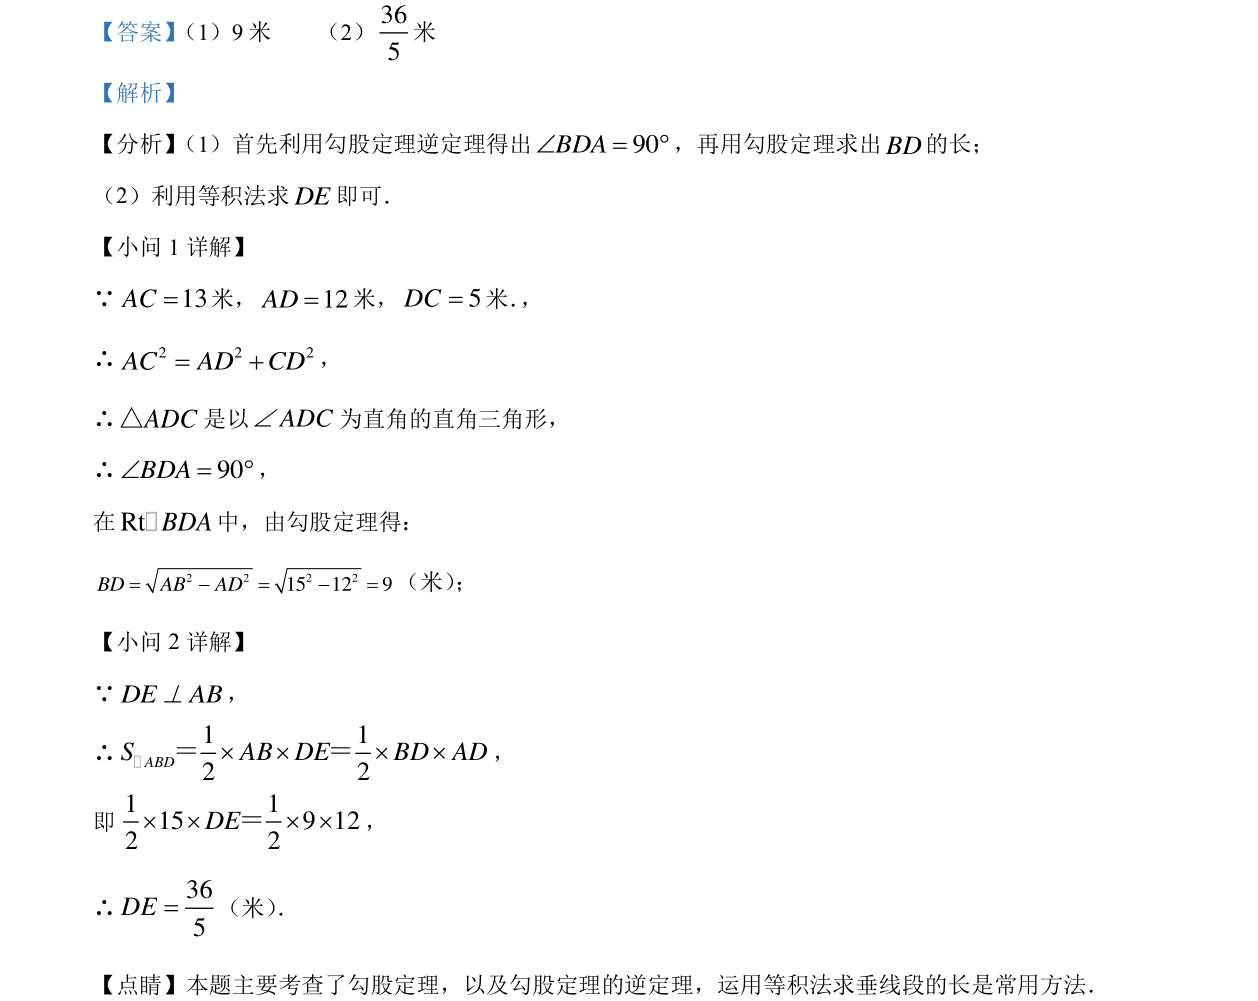 【答案】（1）9 米 （2）36/5 米
【解析】
【分析】（1）首先利用勾股定理逆定理得出∠BDA＝90°，再用勾股定理求出 BD 的长；
（2）利用等积法求 DE 即可．
【小问 1 详解】
∵ AC＝13米， AD＝12 米， DC＝5 米．，
∴ AC²＝AD²＋CD²，
∴△ADC 是以∠ADC 为直角的直角三角形，
∴∠BDA＝90°，
在 Rt□BDA 中，由勾股定理得：
BD＝√(AB²－AD²)＝√(15²－12²)＝9（米）；
【小问 2 详解】
∵ DE⊥AB，
∴ S□ABD＝1/2×AB×DE＝1/2×BD×AD，
即 1/2×15×DE＝1/2×9×12，
∴ DE＝36/5（米）．
【点睛】本题主要考查了勾股定理，以及勾股定理的逆定理，运用等积法求垂线段的长是常用方法．